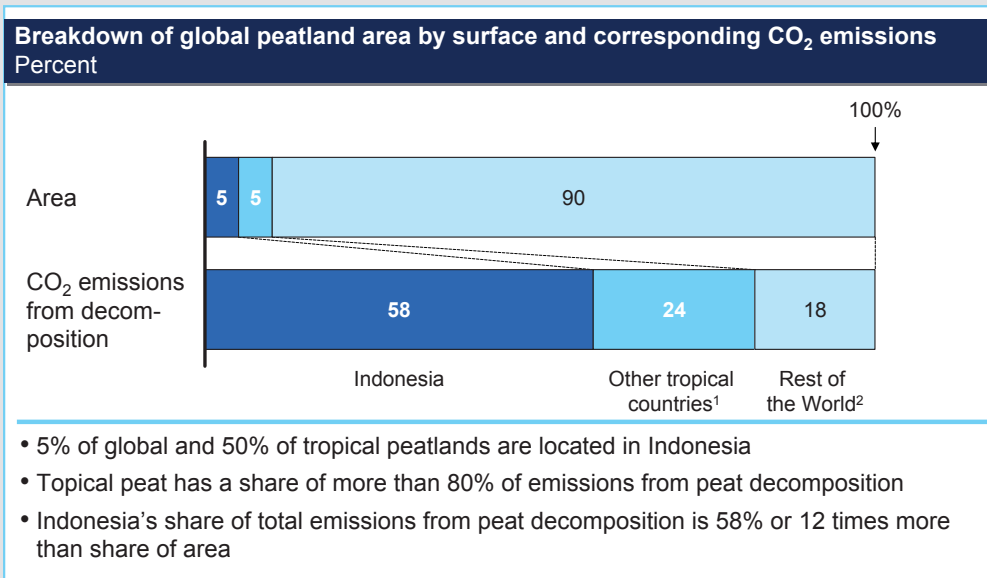 Breakdown of global peatland area by surface and corresponding CO₂ emissions
Percent
100%
Area
5
5
90
CO₂ emissions
from decom-
position
58
24
18
Indonesia
Other tropical
countries¹
Rest of
the World²
• 5% of global and 50% of tropical peatlands are located in Indonesia
• Topical peat has a share of more than 80% of emissions from peat decomposition
• Indonesia's share of total emissions from peat decomposition is 58% or 12 times more
than share of area